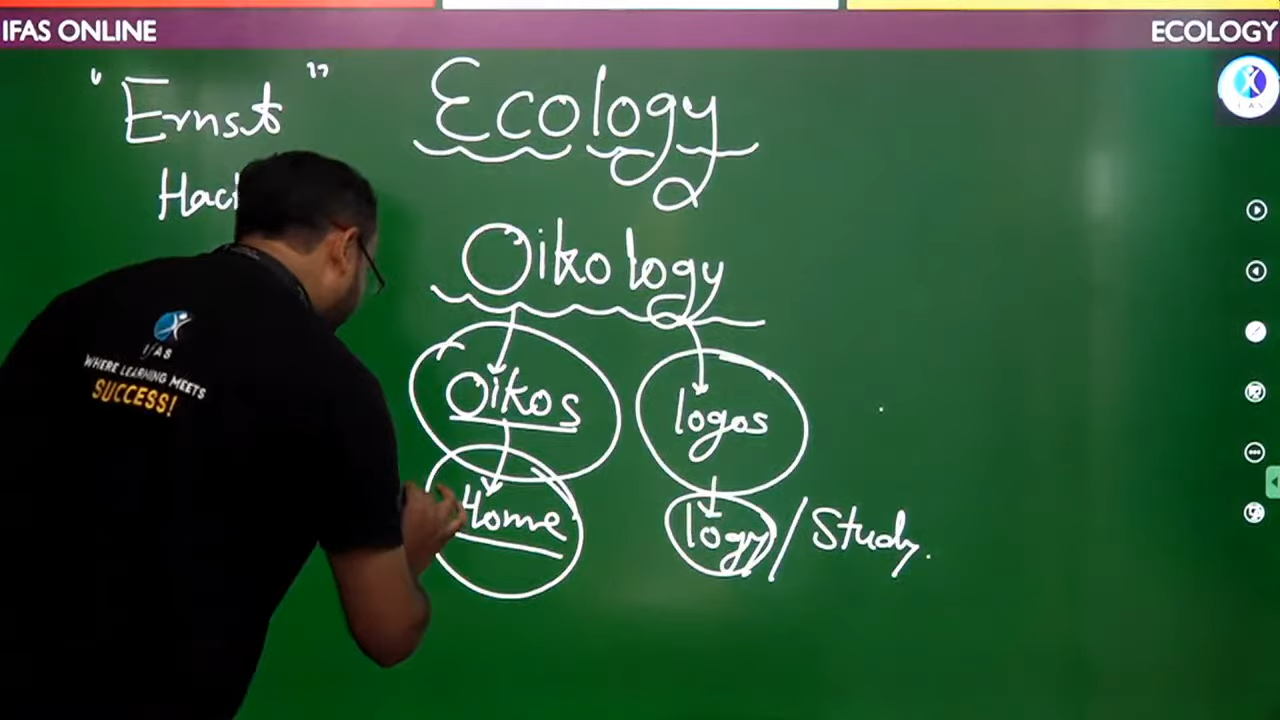 IFAS ONLINE
ECOLOGY
"Ernst"
Ecology
Oikology
Oikos
logos
Home
logy / Study.
IFAS
WHERE LEARNING MEETS
SUCCESS!